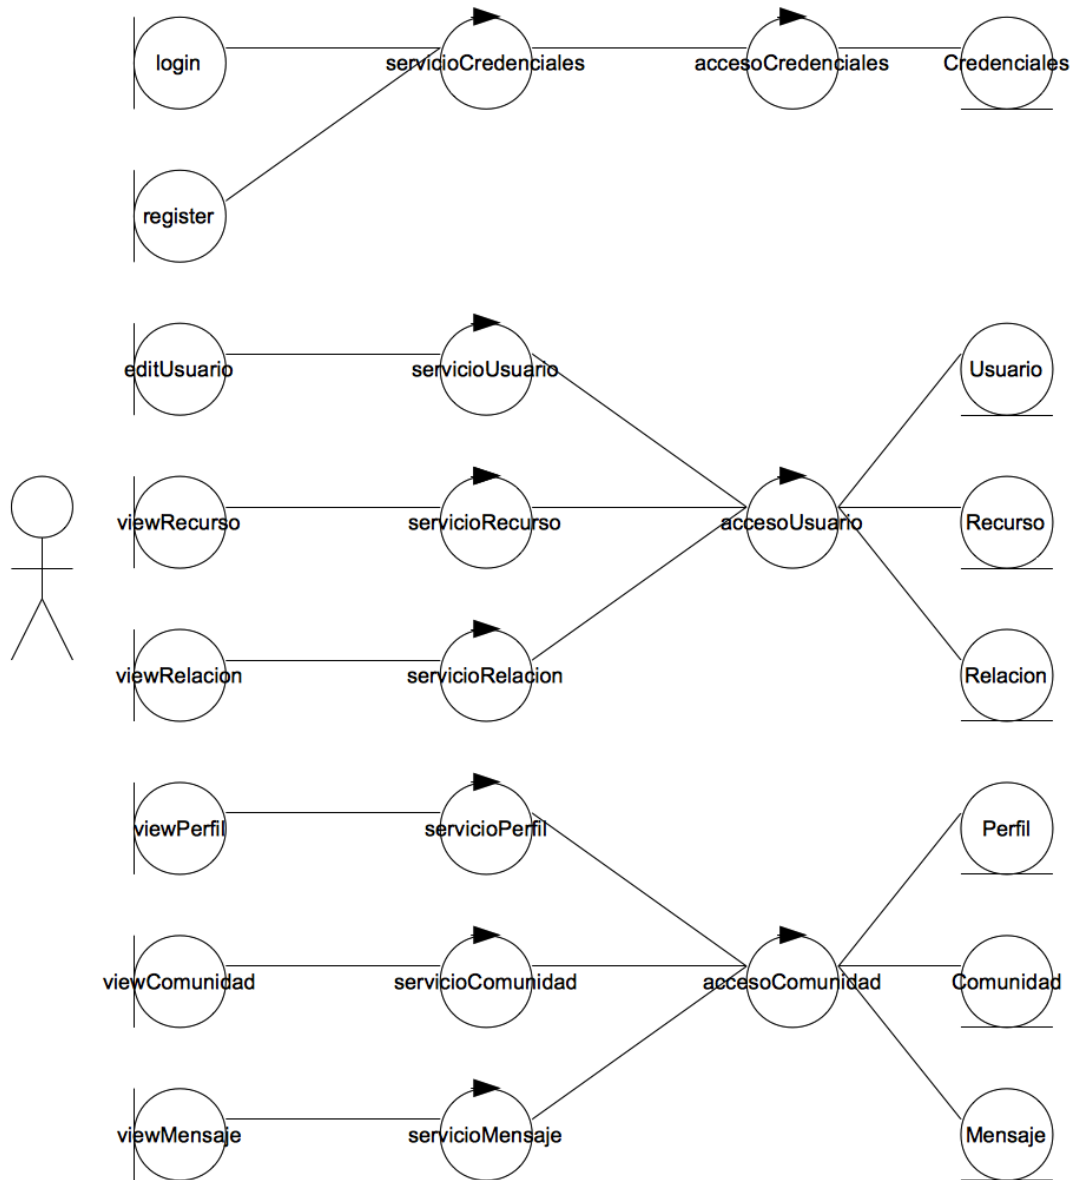 login
servicioCredenciales
accesoCredenciales
Credenciales
register
editUsuario
servicioUsuario
Usuario
viewRecurso
servicioRecurso
accesoUsuario
Recurso
viewRelacion
servicioRelacion
Relacion
viewPerfil
servicioPerfil
Perfil
viewComunidad
servicioComunidad
accesoComunidad
Comunidad
viewMensaje
servicioMensaje
Mensaje